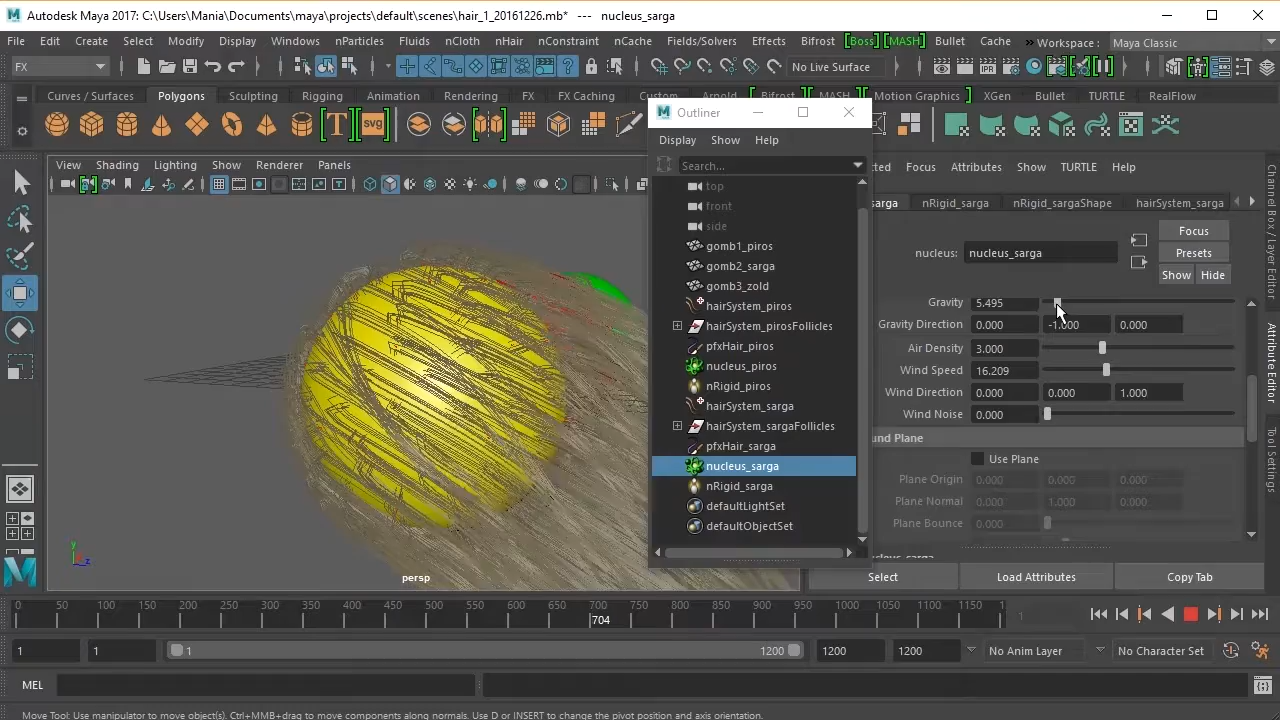 Autodesk Maya 2017: C:\Users\Mania\Documents\maya\projects\default\scenes\hair_1_20161226.mb* --- nucleus_sarga
File Edit Create Select Modify Display Windows nParticles Fluids nCloth nHair nConstraint nCache Fields/Solvers Effects Bifrost [Boss] [MASH] Bullet Cache » Workspace : Maya Classic
FX No Live Surface
Curves / Surfaces Polygons Sculpting Rigging Animation Rendering FX FX Caching Custom Arnold Bifrost MASH Motion Graphics XGen Bullet TURTLE RealFlow
Outliner
T svg
Display Show Help
View Shading Lighting Show Renderer Panels
Search...
Focus Attributes Show TURTLE Help
top
front
side
gomb1_piros
gomb2_sarga
gomb3_zold
hairSystem_piros
hairSystem_pirosFollicles
pfxHair_piros
nucleus_piros
nRigid_piros
hairSystem_sarga
hairSystem_sargaFollicles
pfxHair_sarga
nucleus_sarga
nRigid_sarga
defaultLightSet
defaultObjectSet
sarga nRigid_sarga nRigid_sargaShape hairSystem_sarga
Focus
nucleus: nucleus_sarga Presets
Show Hide
Gravity 5.495
Gravity Direction 0.000 -1.000 0.000
Air Density 3.000
Wind Speed 16.209
Wind Direction 0.000 0.000 1.000
Wind Noise 0.000
und Plane
Use Plane
Plane Origin 0.000 0.000 0.000
Plane Normal 0.000 1.000 0.000
Plane Bounce 0.000
Select Load Attributes Copy Tab
Channel Box / Layer Editor
Attribute Editor
Tool Settings
y
z
persp
0 50 100 150 200 250 300 350 400 450 500 550 600 650 700 750 800 850 900 950 1000 1050 1100 1150 1
704
1
1 1 1 1200 1200 1200 No Anim Layer No Character Set
MEL
Move Tool: Use manipulator to move object(s). Ctrl+MMB+drag to move components along normals. Use D or INSERT to change the pivot position and axis orientation.